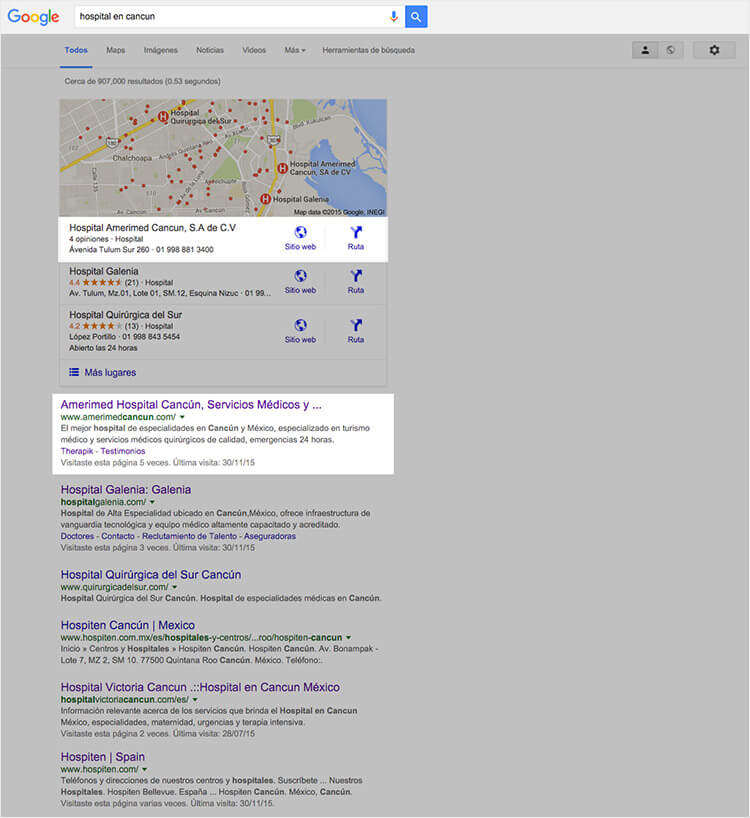 Google
hospital en cancun
Todos Maps Imágenes Noticias Videos Más Herramientas de búsqueda
Cerca de 907,000 resultados (0.53 segundos)
Hospital
Quirúrgica del Sur
Chalchoapa
Hospital Amerimed
Cancun, SA de CV
Hospital Galenia
Av. Cancun
Map data ©2015 Google, INEGI
Hospital Amerimed Cancun, S.A de C.V
4 opiniones · Hospital
Avenida Tulum Sur 260 · 01 998 881 3400
Sitio web Ruta
Hospital Galenia
4.4 (21) · Hospital
Av. Tulum, Mz.01, Lote 01, SM.12, Esquina Nizuc · 01 99...
Sitio web Ruta
Hospital Quirúrgica del Sur
4.2 (13) · Hospital
López Portillo · 01 998 843 5454
Abierto las 24 horas
Sitio web Ruta
Más lugares
Amerimed Hospital Cancún, Servicios Médicos y ...
www.amerimedcancun.com/
El mejor hospital de especialidades en Cancún y México, especializado en turismo
médico y servicios médicos quirúrgicos de calidad, emergencias 24 horas.
Therapik - Testimonios
Visitaste esta página 5 veces. Última visita: 30/11/15
Hospital Galenia: Galenia
hospitalgalenia.com/
Hospital de Alta Especialidad ubicado en Cancún,México, ofrece infraestructura de
vanguardia tecnológica y equipo médico altamente capacitado y acreditado.
Doctores - Contacto - Reclutamiento de Talento - Aseguradoras
Visitaste esta página 3 veces. Última visita: 30/11/15
Hospital Quirúrgica del Sur Cancún
www.quirurgicadelsur.com/
Hospital Quirúrgica del Sur Cancún. Hospital de especialidades médicas en Cancún.
Hospiten Cancún | Mexico
www.hospiten.com.mx/es/hospitales-y-centros/...roo/hospiten-cancun
Inicio » Centros y Hospitales » Hospiten Cancún. Hospiten Cancún. Av. Bonampak -
Lote 7, MZ 2, SM 10. 77500 Quintana Roo Cancún. México. Teléfono:.
Hospital Victoria Cancun .::Hospital en Cancun México
hospitalvictoriacancun.com/es/
Información relevante acerca de los servicios que brinda el Hospital en Cancun
México, especialidades, maternidad, urgencias y terapia intensiva.
Visitaste esta página 2 veces. Última visita: 28/07/15
Hospiten | Spain
www.hospiten.com/
Teléfonos y direcciones de nuestros centros y hospitales. Suscríbete ... Nuestros
Hospitales. Hospiten Bellevue. España ... Hospiten Cancún. México, Cancún.
Visitaste esta página varias veces. Última visita: 30/11/15.